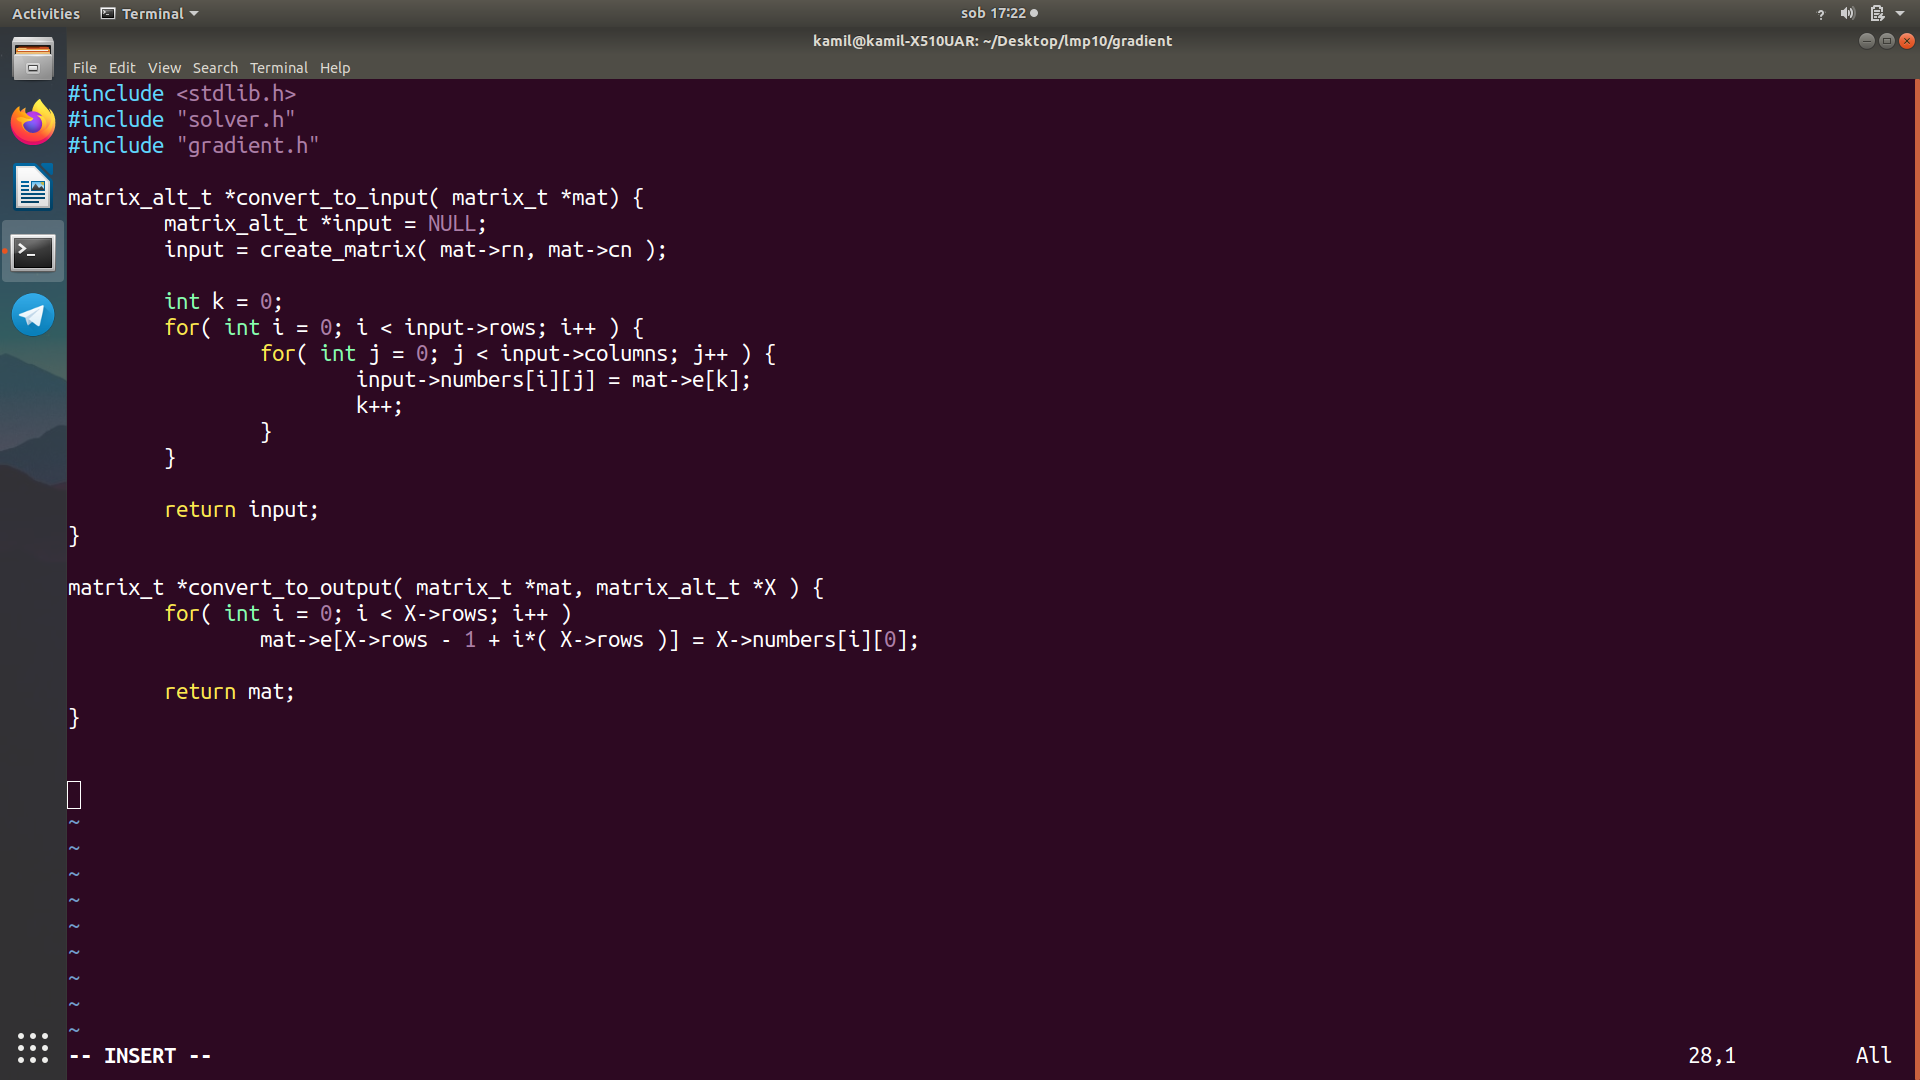 Activities Terminal sob 17:22
kamil@kamil-X510UAR: ~/Desktop/lmp10/gradient
File Edit View Search Terminal Help
#include <stdlib.h>
#include "solver.h"
#include "gradient.h"

matrix_alt_t *convert_to_input( matrix_t *mat) {
        matrix_alt_t *input = NULL;
        input = create_matrix( mat->rn, mat->cn );

        int k = 0;
        for( int i = 0; i < input->rows; i++ ) {
                for( int j = 0; j < input->columns; j++ ) {
                        input->numbers[i][j] = mat->e[k];
                        k++;
                }
        }

        return input;
}

matrix_t *convert_to_output( matrix_t *mat, matrix_alt_t *X ) {
        for( int i = 0; i < X->rows; i++ )
                mat->e[X->rows - 1 + i*( X->rows )] = X->numbers[i][0];

        return mat;
}

~
~
~
~
~
~
~
~
~
-- INSERT -- 28,1 All